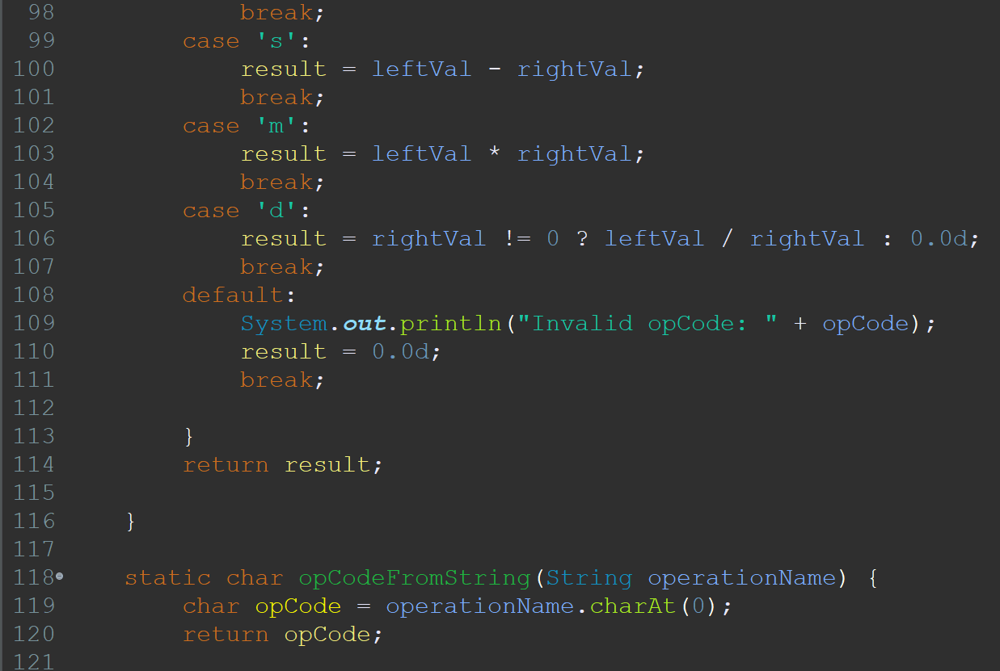 98             break;
99         case 's':
100             result = leftVal - rightVal;
101             break;
102         case 'm':
103             result = leftVal * rightVal;
104             break;
105         case 'd':
106             result = rightVal != 0 ? leftVal / rightVal : 0.0d;
107             break;
108         default:
109             System.out.println("Invalid opCode: " + opCode);
110             result = 0.0d;
111             break;
112
113         }
114         return result;
115
116     }
117
118     static char opCodeFromString(String operationName) {
119         char opCode = operationName.charAt(0);
120         return opCode;
121